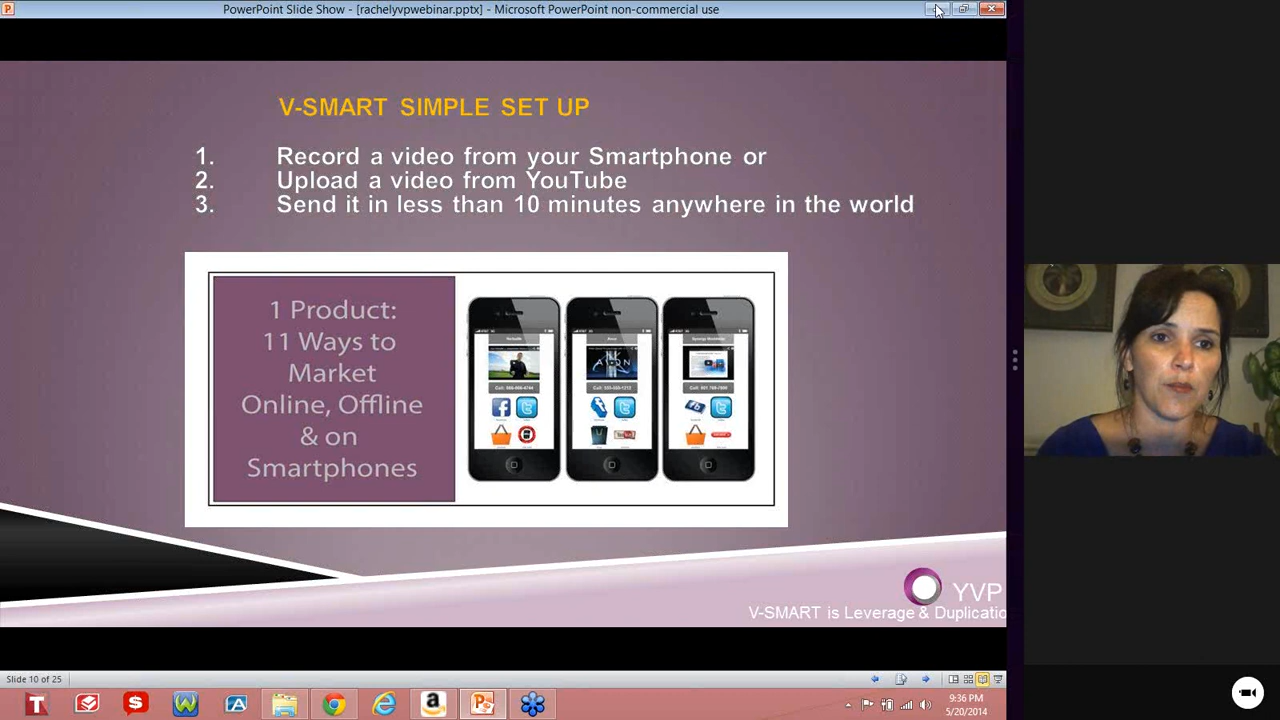 PowerPoint Slide Show - [rachelyvpwebinar.pptx] - Microsoft PowerPoint non-commercial use
V-SMART SIMPLE SET UP
1. Record a video from your Smartphone or
2. Upload a video from YouTube
3. Send it in less than 10 minutes anywhere in the world
1 Product:
11 Ways to
Market
Online, Offline
& on
Smartphones
AVON
YVP
V-SMART is Leverage & Duplicatio
Slide 10 of 25
9:36 PM
5/20/2014